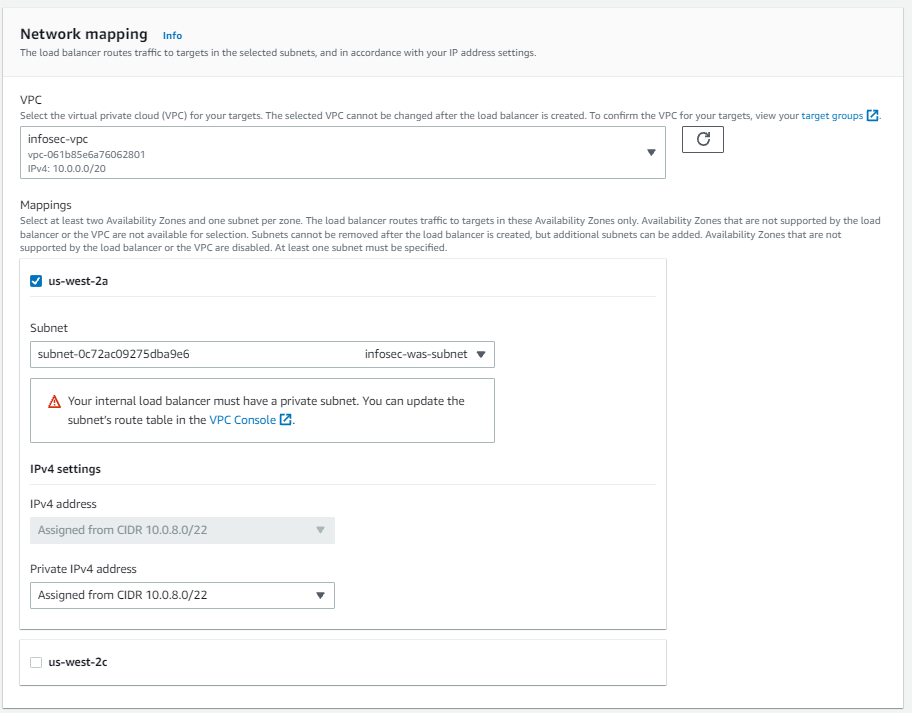 Network mapping Info
The load balancer routes traffic to targets in the selected subnets, and in accordance with your IP address settings.
VPC
Select the virtual private cloud (VPC) for your targets. The selected VPC cannot be changed after the load balancer is created. To confirm the VPC for your targets, view your target groups.
infosec-vpc
vpc-061b85e6a76062801
IPv4: 10.0.0.0/20
Mappings
Select at least two Availability Zones and one subnet per zone. The load balancer routes traffic to targets in these Availability Zones only. Availability Zones that are not supported by the load
balancer or the VPC are not available for selection. Subnets cannot be removed after the load balancer is created, but additional subnets can be added. Availability Zones that are not
supported by the load balancer or the VPC are disabled. At least one subnet must be specified.
us-west-2a
Subnet
subnet-0c72ac09275dba9e6 infosec-was-subnet
Your internal load balancer must have a private subnet. You can update the
subnet's route table in the VPC Console.
IPv4 settings
IPv4 address
Assigned from CIDR 10.0.8.0/22
Private IPv4 address
Assigned from CIDR 10.0.8.0/22
us-west-2c